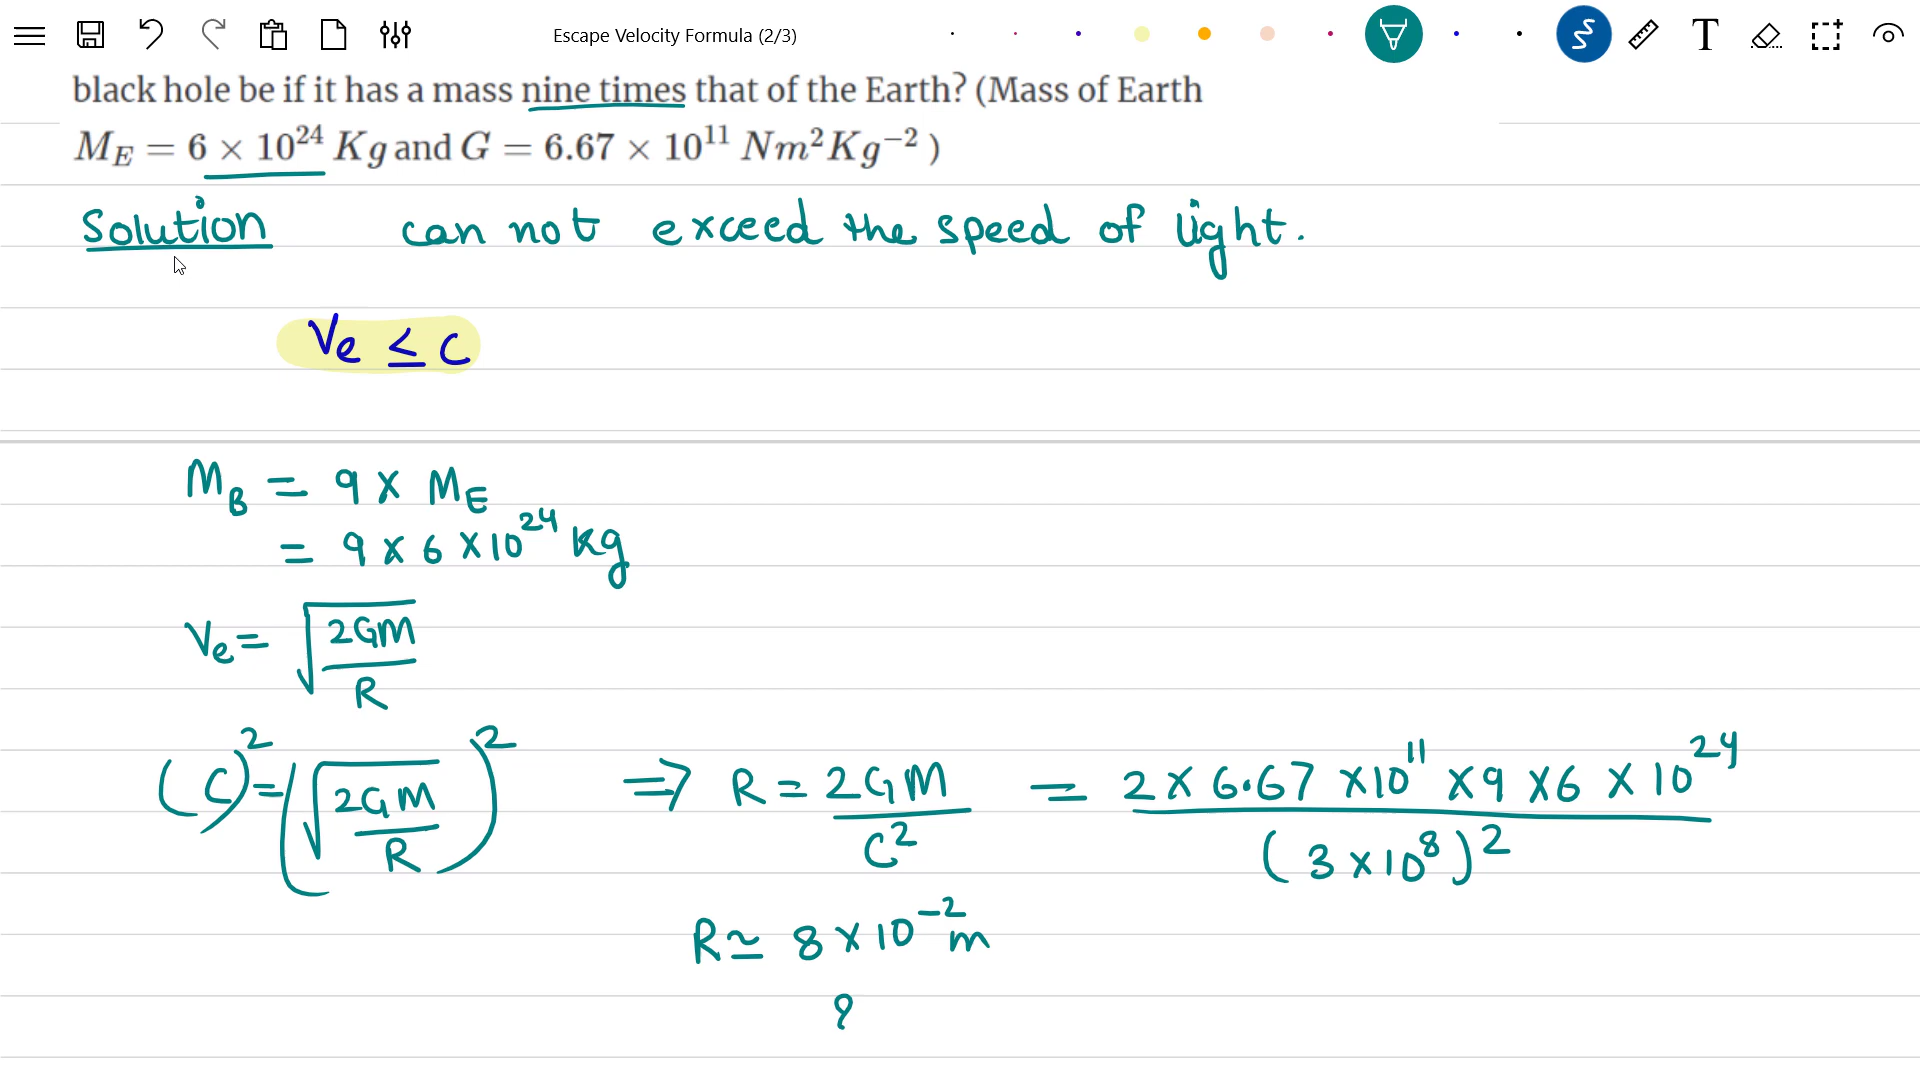 Escape Velocity Formula (2/3)
T
black hole be if it has a mass nine times that of the Earth? (Mass of Earth
M_E = 6 × 10^24 Kg and G = 6.67 × 10^11 Nm^2Kg^−2 )
Solution can not exceed the speed of light.
Ve ≤ C
M_B = 9 × M_E
= 9 × 6 × 10^24 Kg
Ve = √(2GM/R)
(C)^2 = (√(2GM/R))^2 ⇒ R = 2GM/C^2 = 2 × 6.67 × 10^11 × 9 × 6 × 10^24 / (3 × 10^8)^2
R ≃ 8 × 10^−2 m
8